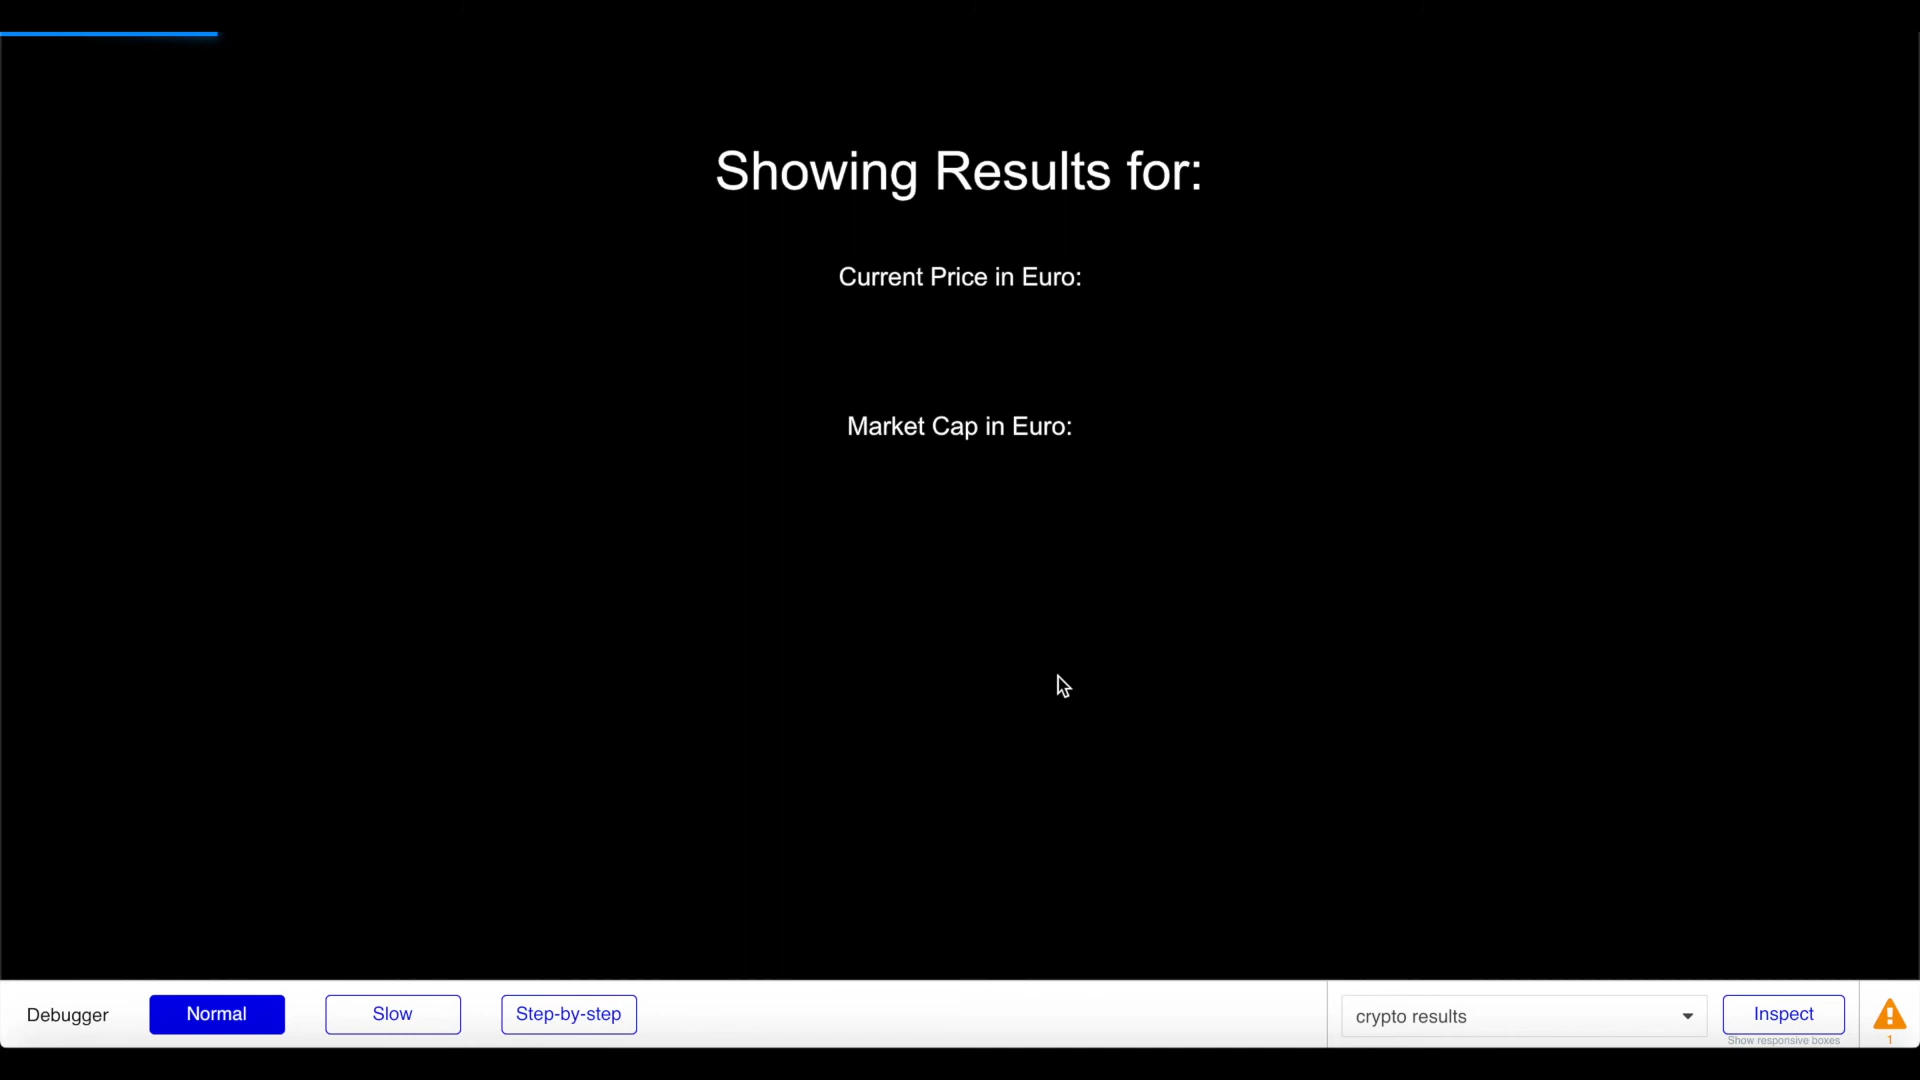 Showing Results for:
Current Price in Euro:
Market Cap in Euro:
Debugger
Normal
Slow
Step-by-step
crypto results
Inspect
Show responsive boxes
1